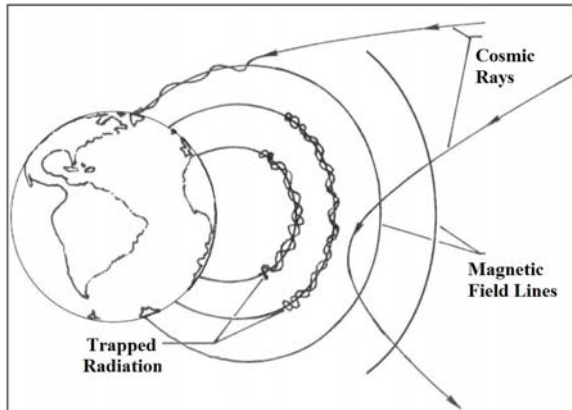 Cosmic
Rays
Magnetic
Field Lines
Trapped
Radiation